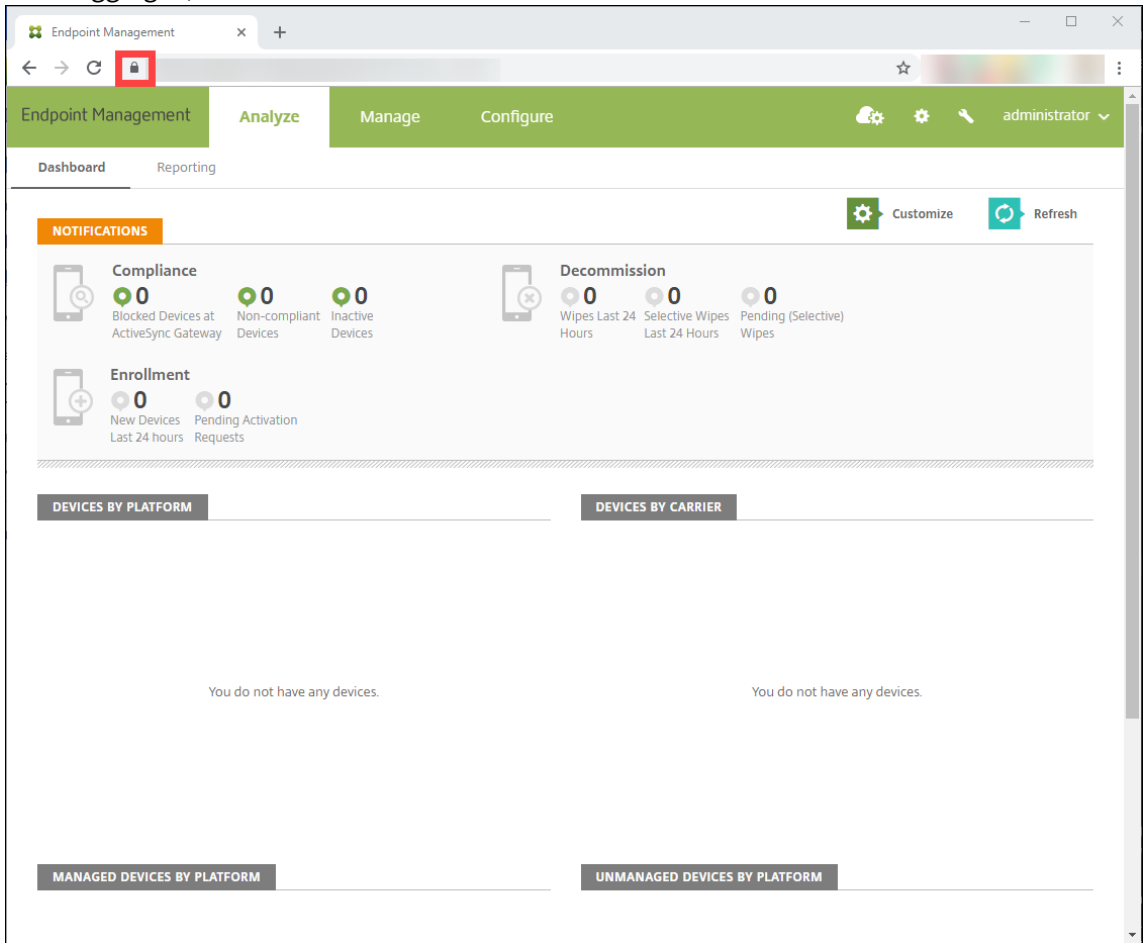 Endpoint Management
Endpoint Management Analyze Manage Configure administrator
Dashboard Reporting
Customize Refresh
NOTIFICATIONS
Compliance
0 0 0
Blocked Devices at ActiveSync Gateway
Non-compliant Devices
Inactive Devices
Decommission
0 0 0
Wipes Last 24 Hours
Selective Wipes Last 24 Hours
Pending (Selective) Wipes
Enrollment
0 0
New Devices Last 24 hours
Pending Activation Requests
DEVICES BY PLATFORM DEVICES BY CARRIER
You do not have any devices. You do not have any devices.
MANAGED DEVICES BY PLATFORM UNMANAGED DEVICES BY PLATFORM